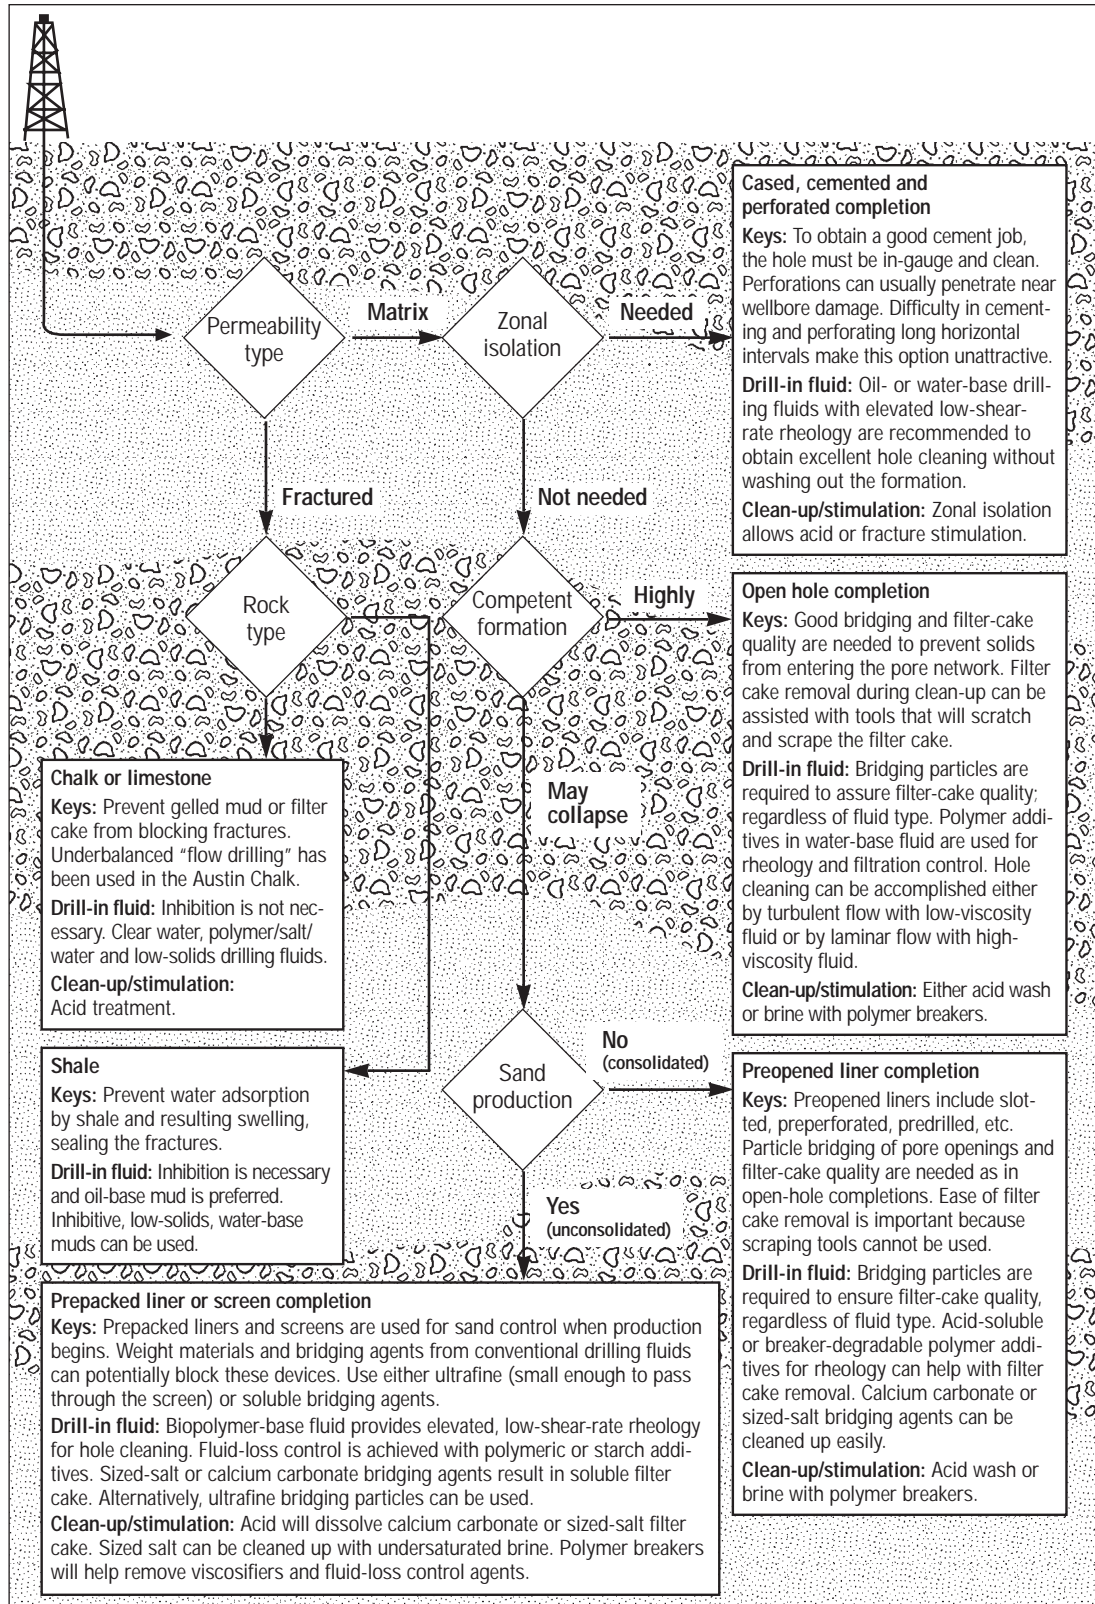 Permeability
type
Matrix
Zonal
isolation
Needed
Cased, cemented and
perforated completion
Keys: To obtain a good cement job,
the hole must be in-gauge and clean.
Perforations can usually penetrate near
wellbore damage. Difficulty in cement-
ing and perforating long horizontal
intervals make this option unattractive.
Drill-in fluid: Oil- or water-base drill-
ing fluids with elevated low-shear-
rate rheology are recommended to
obtain excellent hole cleaning without
washing out the formation.
Clean-up/stimulation: Zonal isolation
allows acid or fracture stimulation.
Fractured
Not needed
Rock
type
Competent
formation
Highly
Open hole completion
Keys: Good bridging and filter-cake
quality are needed to prevent solids
from entering the pore network. Filter
cake removal during clean-up can be
assisted with tools that will scratch
and scrape the filter cake.
Drill-in fluid: Bridging particles are
required to assure filter-cake quality;
regardless of fluid type. Polymer addi-
tives in water-base fluid are used for
rheology and filtration control. Hole
cleaning can be accomplished either
by turbulent flow with low-viscosity
fluid or by laminar flow with high-
viscosity fluid.
Clean-up/stimulation: Either acid wash
or brine with polymer breakers.
Chalk or limestone
Keys: Prevent gelled mud or filter
cake from blocking fractures.
Underbalanced “flow drilling” has
been used in the Austin Chalk.
Drill-in fluid: Inhibition is not nec-
essary. Clear water, polymer/salt/
water and low-solids drilling fluids.
Clean-up/stimulation:
Acid treatment.
May
collapse
Shale
Keys: Prevent water adsorption
by shale and resulting swelling,
sealing the fractures.
Drill-in fluid: Inhibition is necessary
and oil-base mud is preferred.
Inhibitive, low-solids, water-base
muds can be used.
Sand
production
No
(consolidated)
Preopened liner completion
Keys: Preopened liners include slot-
ted, preperforated, predrilled, etc.
Particle bridging of pore openings and
filter-cake quality are needed as in
open-hole completions. Ease of filter
cake removal is important because
scraping tools cannot be used.
Drill-in fluid: Bridging particles are
required to ensure filter-cake quality,
regardless of fluid type. Acid-soluble
or breaker-degradable polymer addi-
tives for rheology can help with filter
cake removal. Calcium carbonate or
sized-salt bridging agents can be
cleaned up easily.
Clean-up/stimulation: Acid wash or
brine with polymer breakers.
Yes
(unconsolidated)
Prepacked liner or screen completion
Keys: Prepacked liners and screens are used for sand control when production
begins. Weight materials and bridging agents from conventional drilling fluids
can potentially block these devices. Use either ultrafine (small enough to pass
through the screen) or soluble bridging agents.
Drill-in fluid: Biopolymer-base fluid provides elevated, low-shear-rate rheology
for hole cleaning. Fluid-loss control is achieved with polymeric or starch addi-
tives. Sized-salt or calcium carbonate bridging agents result in soluble filter
cake. Alternatively, ultrafine bridging particles can be used.
Clean-up/stimulation: Acid will dissolve calcium carbonate or sized-salt filter
cake. Sized salt can be cleaned up with undersaturated brine. Polymer breakers
will help remove viscosifiers and fluid-loss control agents.